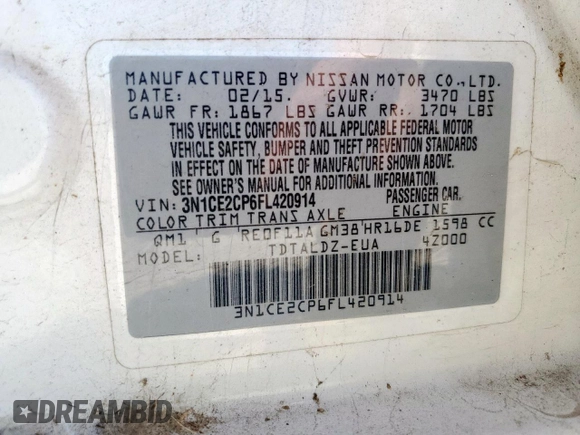 MANUFACTURED BY NISSAN MOTOR CO., LTD.
DATE: 02/15. GVWR: 3470 LBS
GAWR FR: 1867 LBS GAWR RR: 1704 LBS
THIS VEHICLE CONFORMS TO ALL APPLICABLE FEDERAL MOTOR
VEHICLE SAFETY, BUMPER AND THEFT PREVENTION STANDARDS
IN EFFECT ON THE DATE OF MANUFACTURE SHOWN ABOVE.
SEE OWNER'S MANUAL FOR ADDITIONAL INFORMATION.
VIN: 3N1CE2CP6FL420914 PASSENGER CAR.
COLOR TRIM TRANS AXLE ENGINE
QM1 ' G 'RE0F11A GM38'HR16DE 1598 CC
MODEL: TDTALDZ-EUA 4Z000
3N1CE2CP6FL420914
DREAMBID